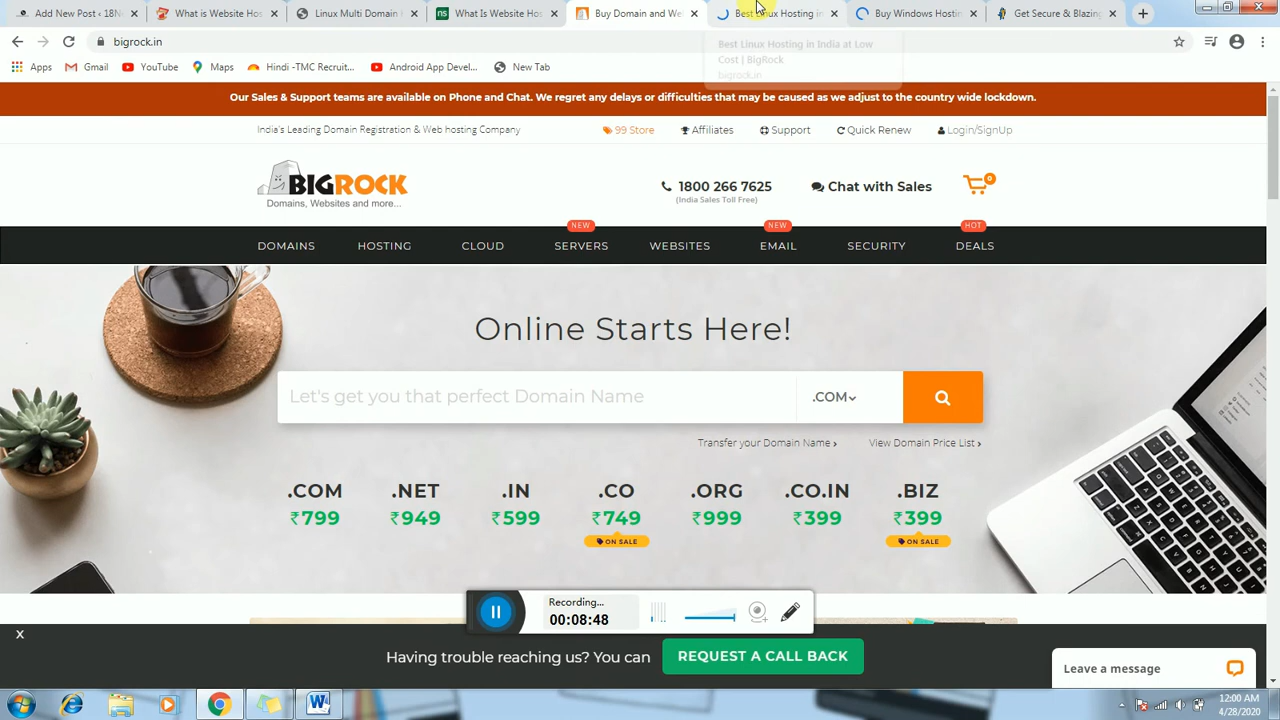 Add New Post ‹ 18N
What is Website Hos
Linux Multi Domain
What Is Website Hos
Buy Domain and We
Best Linux Hosting in
Buy Windows Hostin
Get Secure & Blazing
bigrock.in
Apps
Gmail
YouTube
Maps
Hindi -TMC Recruit...
Android App Devel...
New Tab
Best Linux Hosting in India at Low
Cost | BigRock
bigrock.in
Our Sales & Support teams are available on Phone and Chat. We regret any delays or difficulties that may be caused as we adjust to the country wide lockdown.
India's Leading Domain Registration & Web hosting Company
99 Store
Affiliates
Support
Quick Renew
Login/SignUp
BIGROCK
Domains, Websites and more...
1800 266 7625
(India Sales Toll Free)
Chat with Sales
0
NEW
NEW
HOT
DOMAINS
HOSTING
CLOUD
SERVERS
WEBSITES
EMAIL
SECURITY
DEALS
Online Starts Here!
Let's get you that perfect Domain Name
.COM
Transfer your Domain Name ›
View Domain Price List ›
.COM
.NET
.IN
.CO
.ORG
.CO.IN
.BIZ
₹799
₹949
₹599
₹749
₹999
₹399
₹399
ON SALE
ON SALE
Recording...
00:08:48
x
Having trouble reaching us? You can
REQUEST A CALL BACK
Leave a message
12:00 AM
4/28/2020